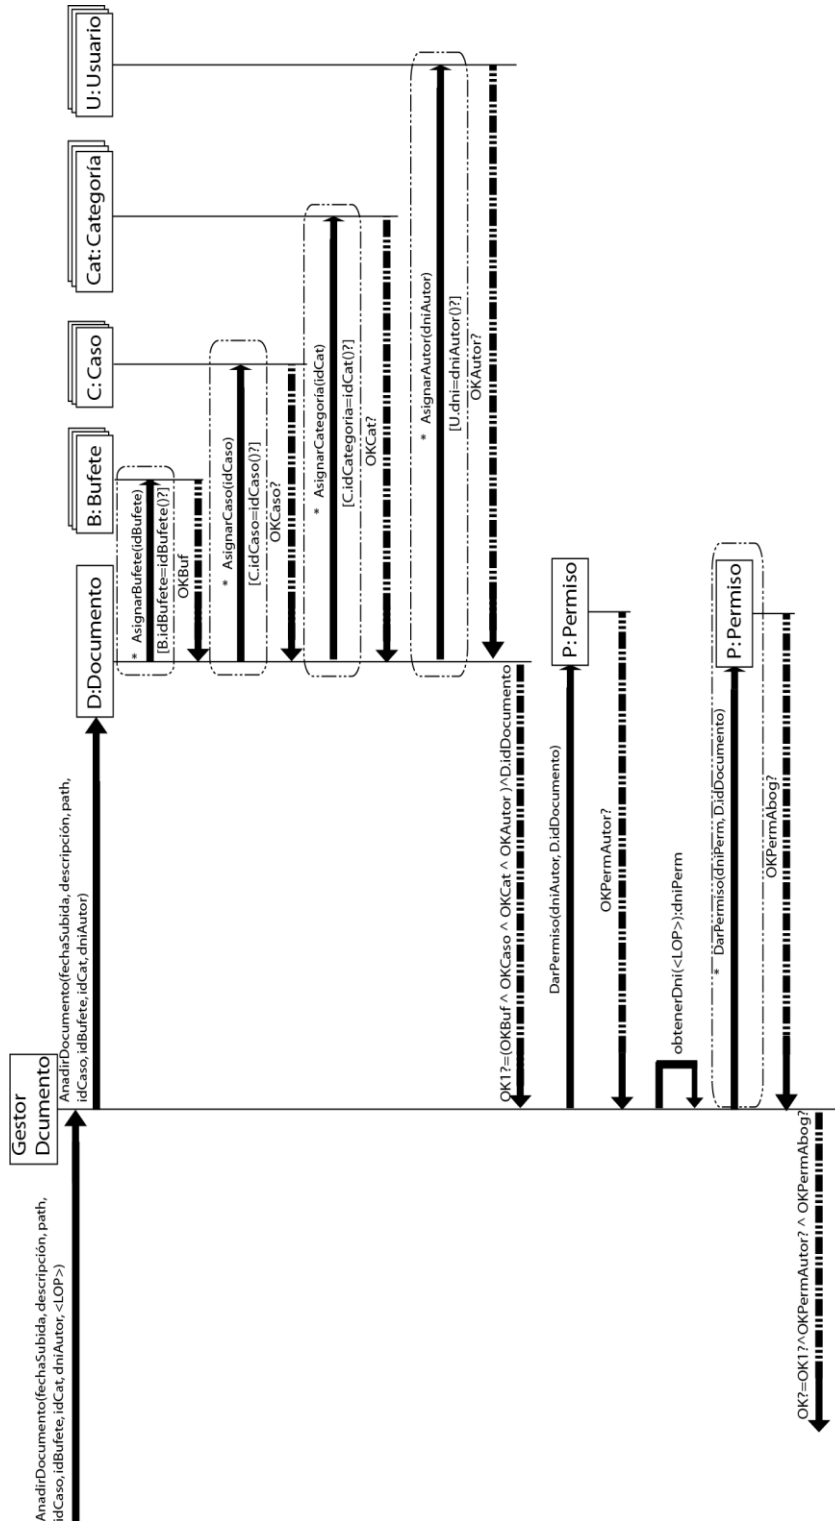 Gestor
Dcumento
D:Documento
B:Bufete
C: Caso
Cat: Categoría
U: Usuario
AnadirDocumento(fechaSubida, descripción, path,
idCaso, idBufete, idCat, dniAutor, <LOP>)
AnadirDocumento(fechaSubida, descripción, path,
idCaso, idBufete, idCat, dniAutor)
* AsignarBufete(idBufete)
[B.idBufete=idBufete()?]
OKBuf
* AsignarCaso(idCaso)
[C.idCaso=idCaso()?]
OKCaso?
* AsignarCategoría(idCat)
[C.idCategoria=idCat()?]
OKCat?
* AsignarAutor(dniAutor)
[U.dni=dniAutor()?]
OKAutor?
OK1?=(OKBuf ^ OKCaso ^ OKCat ^ OKAutor )^D.idDocumento
P: Permiso
DarPermiso(dniAutor, D.idDocumento)
OKPermAutor?
obtenerDni(<LOP>):dniPerm
P: Permiso
* DarPermiso(dniPerm, D.idDocumento)
OKPermAbog?
OK?=OK1?^OKPermAutor? ^ OKPermAbog?